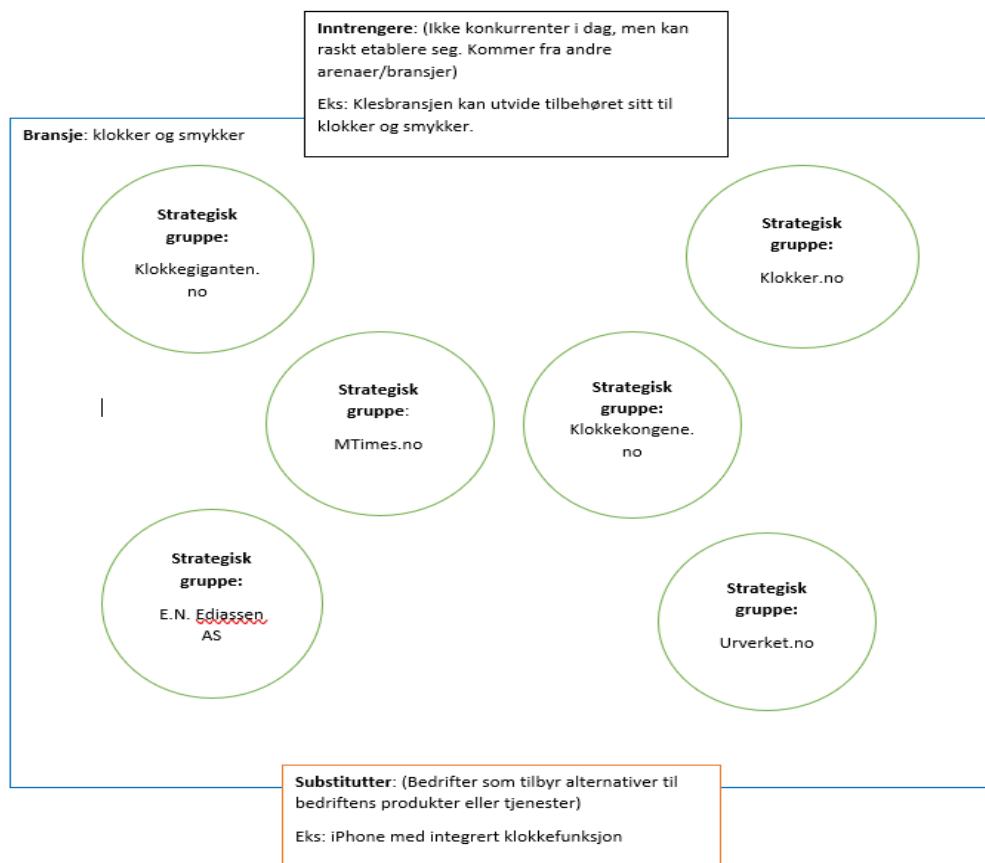 Inntrengere: (Ikke konkurrenter i dag, men kan
raskt etablere seg. Kommer fra andre
arenaer/bransjer)
Eks: Klesbransjen kan utvide tilbehøret sitt til
klokker og smykker.
Bransje: klokker og smykker
Strategisk
gruppe:
Klokkegiganten.
no
Strategisk
gruppe:
Klokker.no
Strategisk
gruppe:
MTimes.no
Strategisk
gruppe:
Klokkekongene.
no
Strategisk
gruppe:
E.N. Ediassen
AS
Strategisk
gruppe:
Urverket.no
Substitutter: (Bedrifter som tilbyr alternativer til
bedriftens produkter eller tjenester)
Eks: iPhone med integrert klokkefunksjon